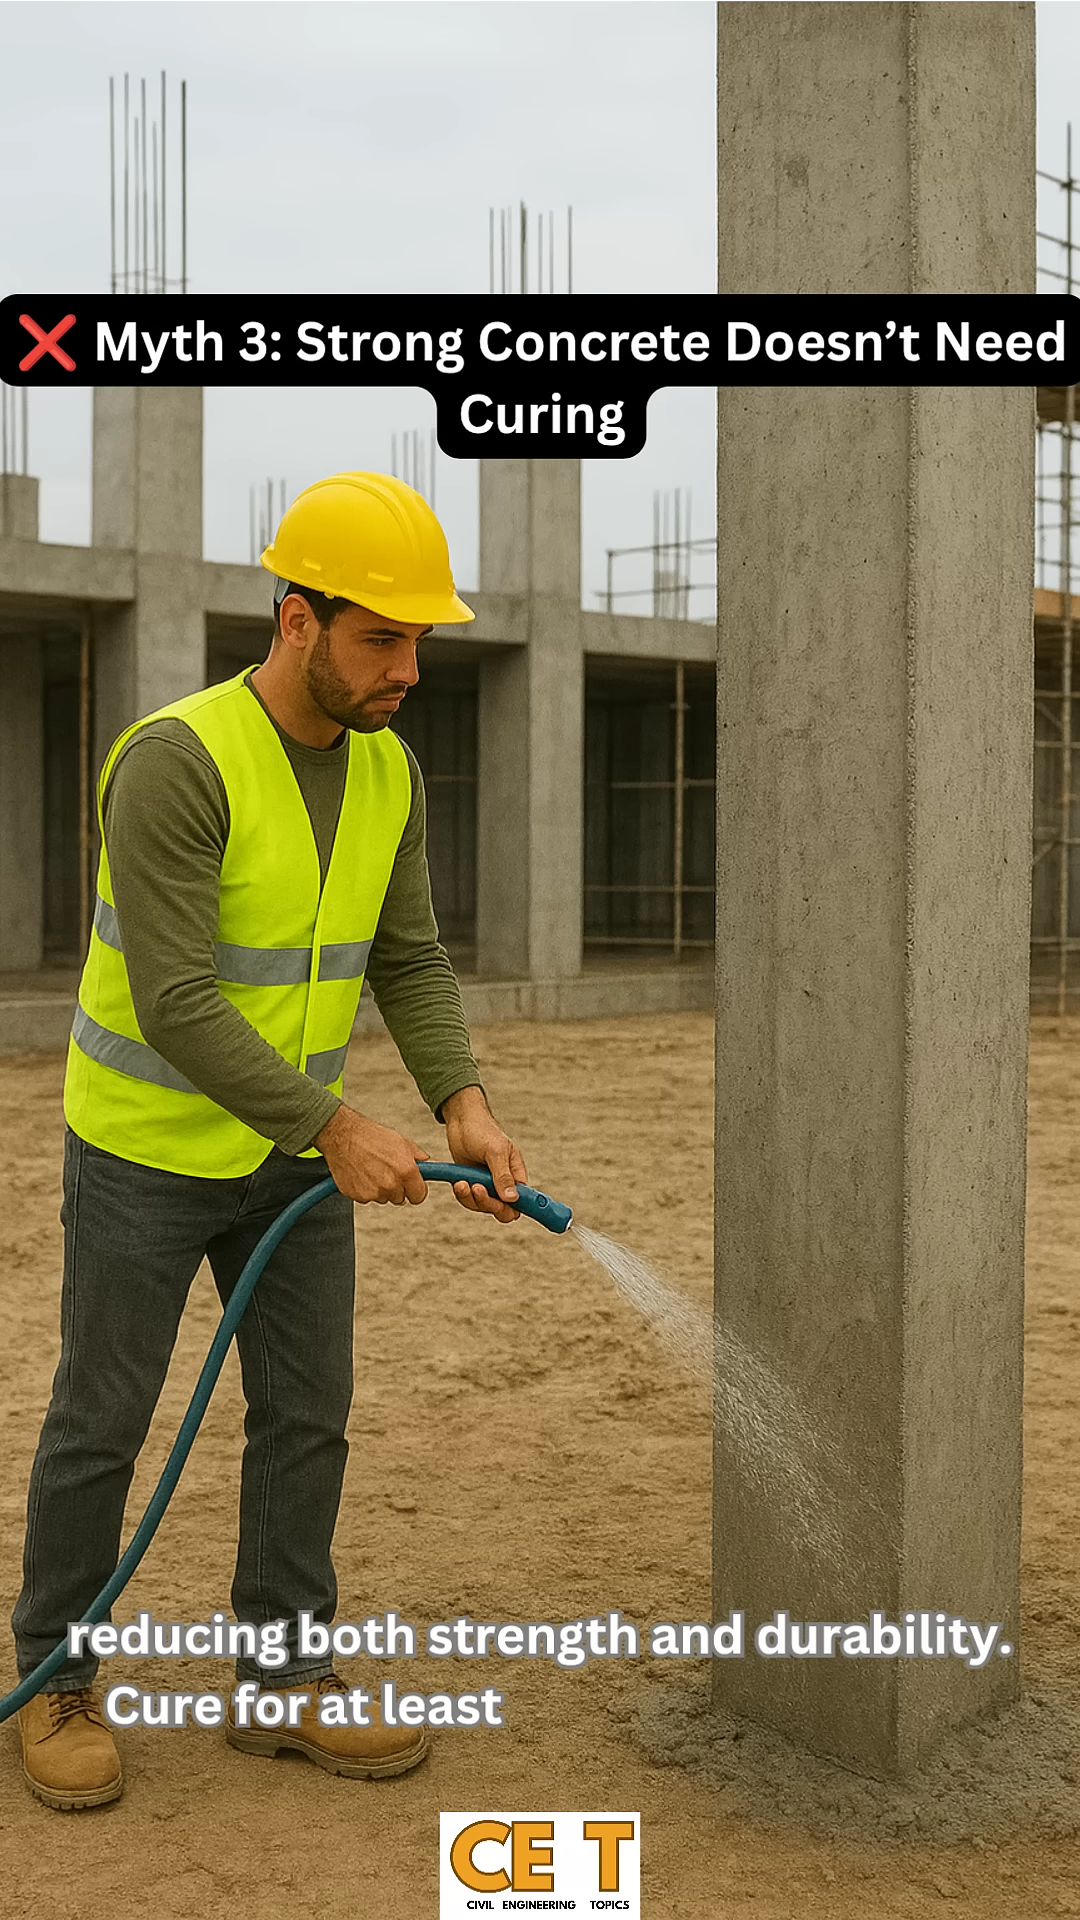 ❌ Myth 3: Strong Concrete Doesn’t Need
Curing
reducing both strength and durability.
Cure for at least
CE T
CIVIL ENGINEERING TOPICS